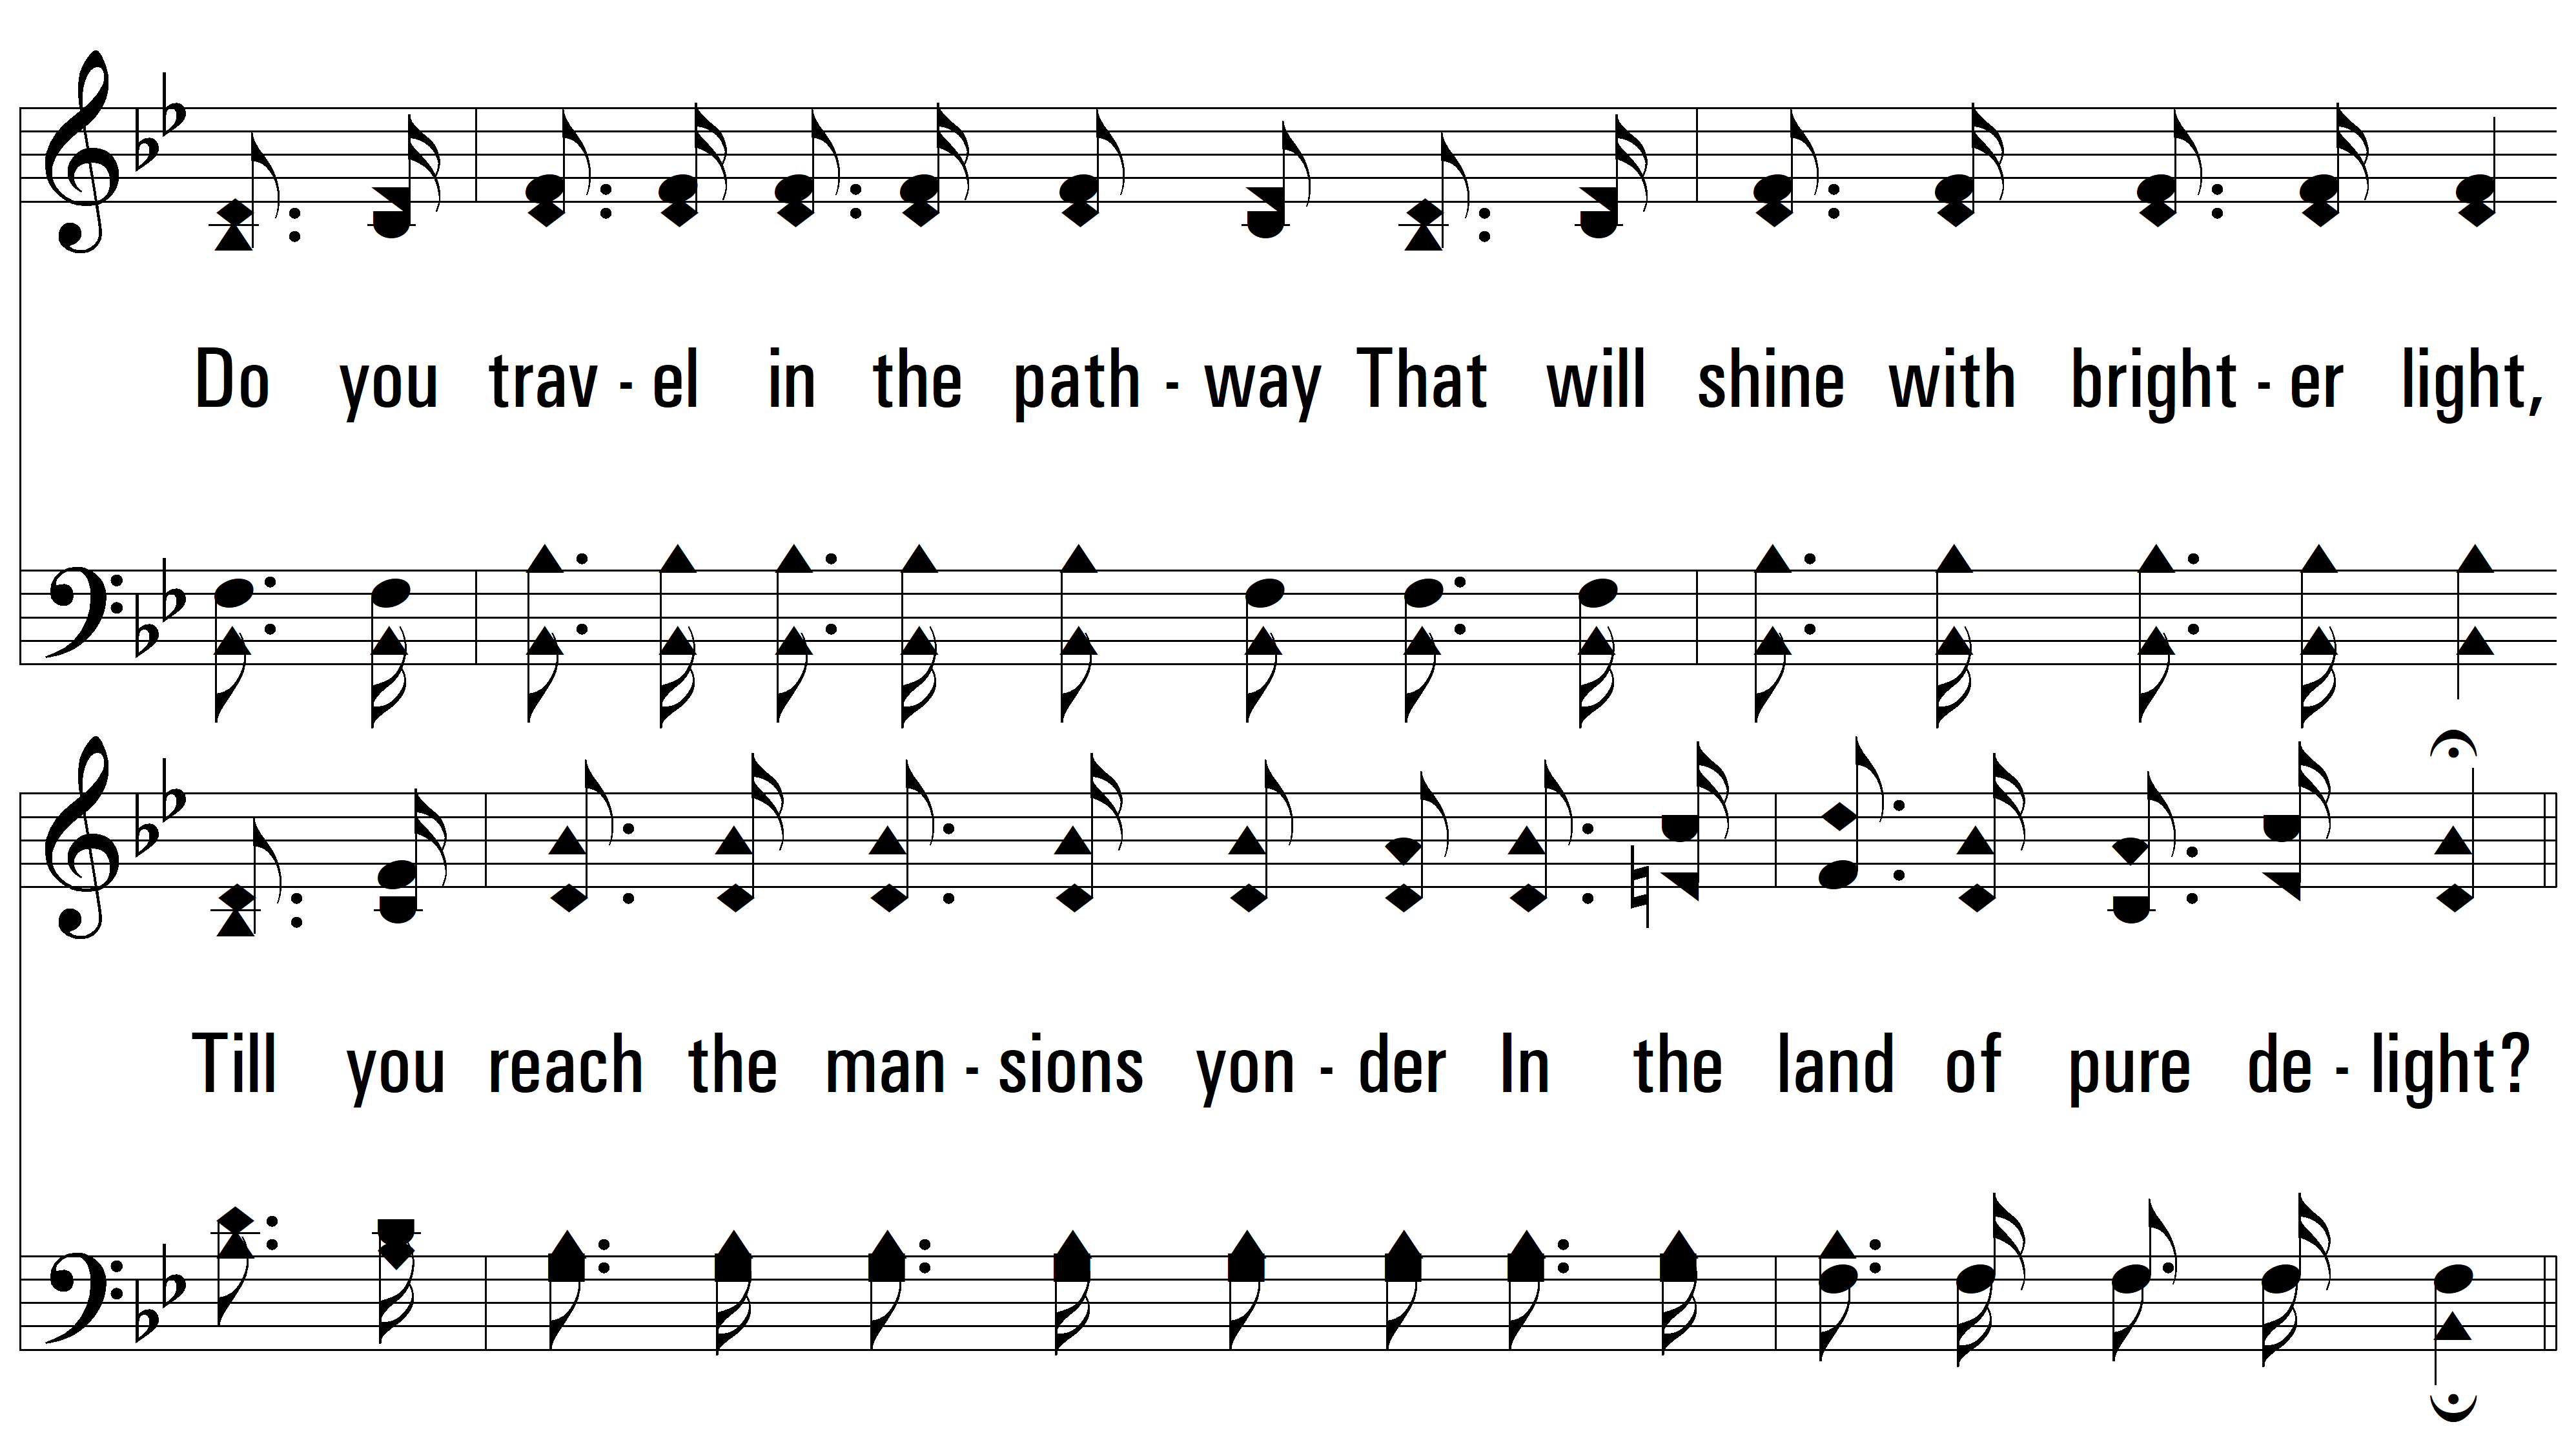 Do you trav - el in the path - way That will shine with bright - er light,
Till you reach the man - sions yon - der In the land of pure de - light?